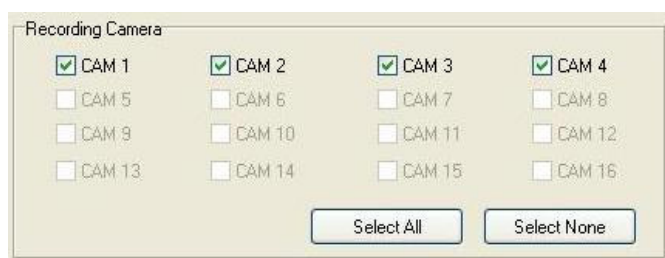 Recording Camera
CAM 1 CAM 2 CAM 3 CAM 4
CAM 5 CAM 6 CAM 7 CAM 8
CAM 9 CAM 10 CAM 11 CAM 12
CAM 13 CAM 14 CAM 15 CAM 16
Select All Select None